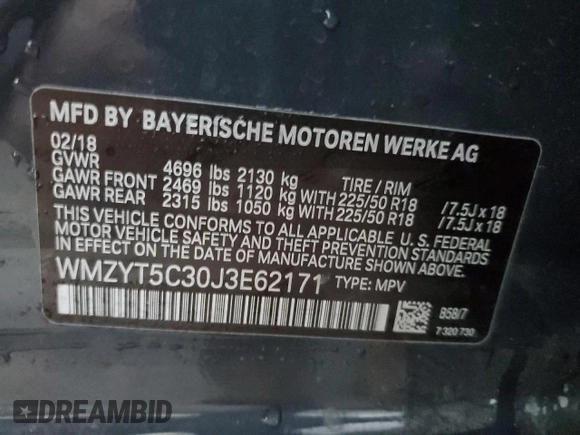 MFD BY BAYERISCHE MOTOREN WERKE AG
02/18
GVWR 4696 lbs 2130 kg TIRE / RIM
GAWR FRONT 2469 lbs 1120 kg WITH 225/50 R18 /7.5J x 18
GAWR REAR 2315 lbs 1050 kg WITH 225/50 R18 /7.5J x 18
THIS VEHICLE CONFORMS TO ALL APPLICABLE U. S. FEDERAL
MOTOR VEHICLE SAFETY AND THEFT PREVENTION STANDARDS
IN EFFECT ON THE DATE OF MANUFACTURE SHOWN ABOVE.
WMZYT5C30J3E62171 TYPE: MPV
B58/7
7 320 730
DREAMBID